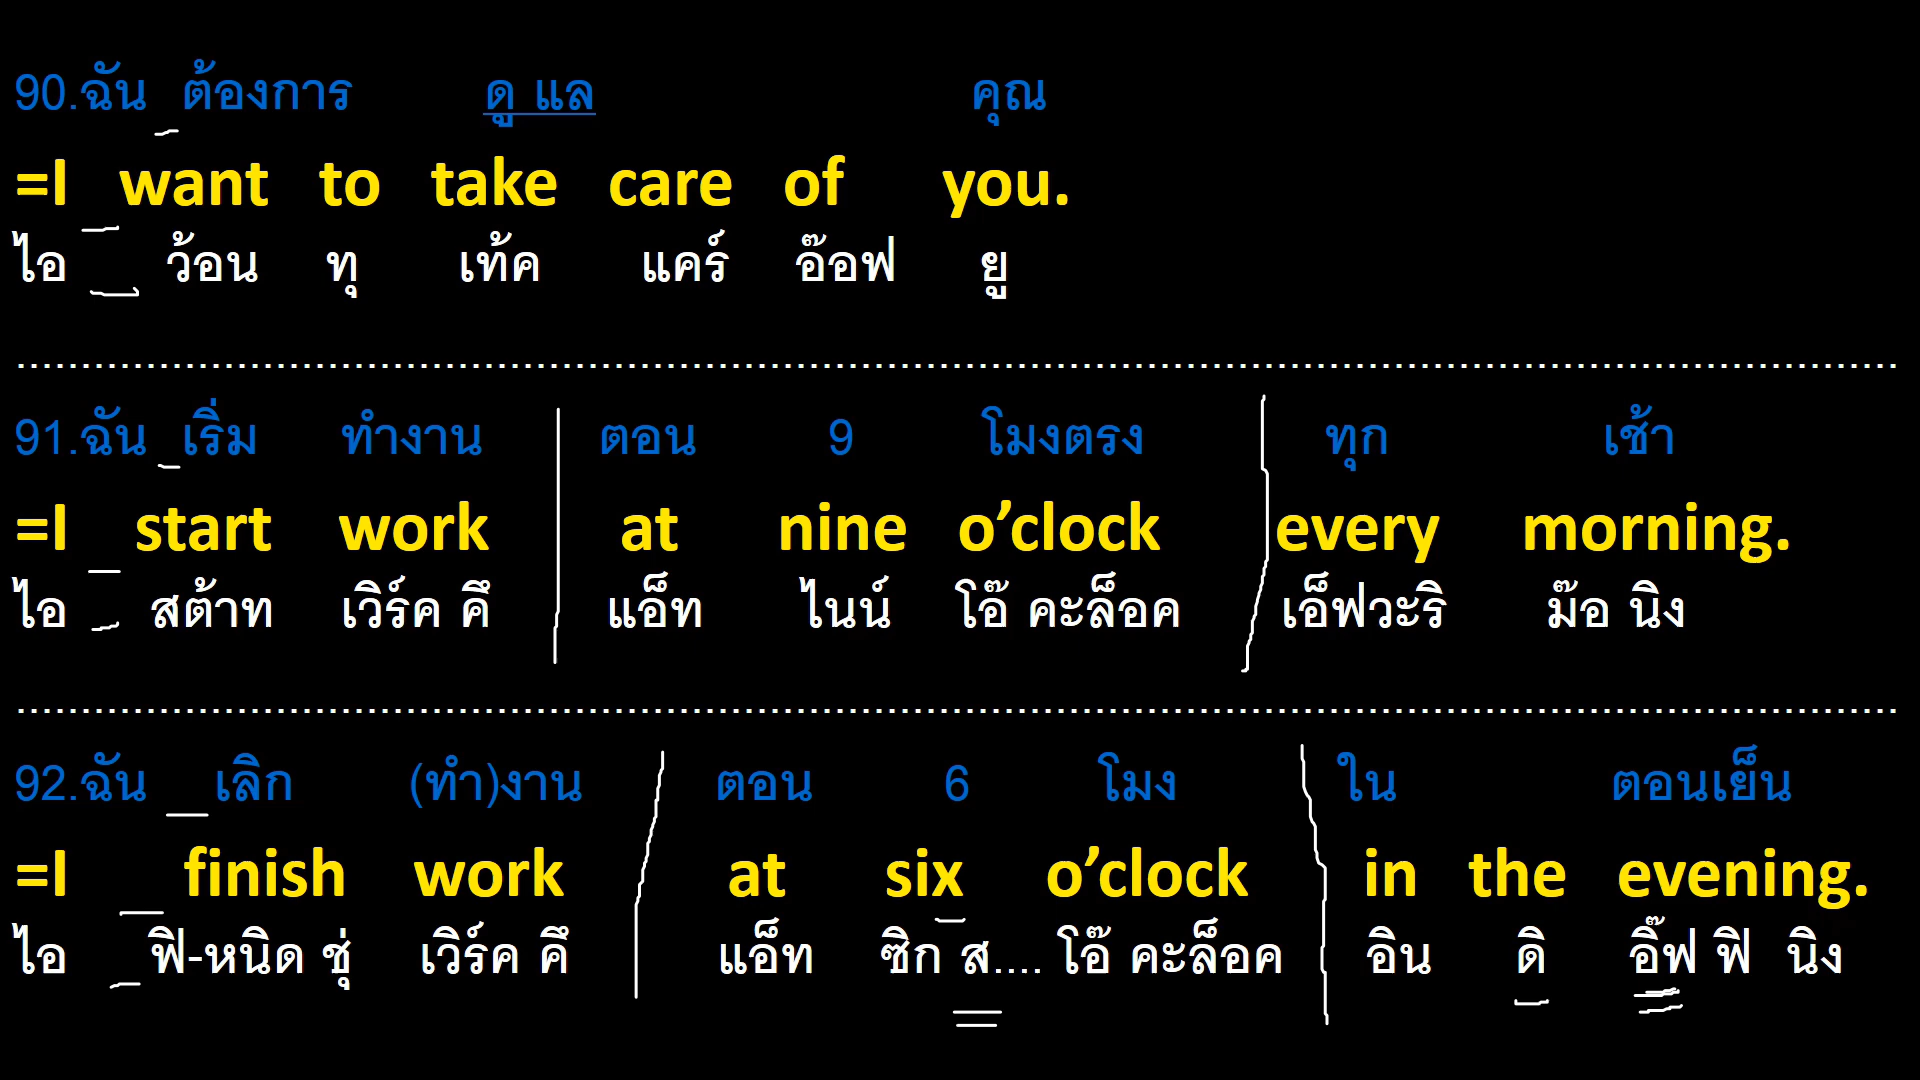 90.ฉัน ต้องการ ดู แล คุณ
=I want to take care of you.
ไอ ว้อน ทุ เท้ค แคร์ อ๊อฟ ยู
91.ฉัน เริ่ม ทำงาน ตอน 9 โมงตรง ทุก เช้า
=I start work at nine o’clock every morning.
ไอ สต้าท เวิร์ค คึ แอ็ท ไนน์ โอ๊ คะล็อค เอ็ฟวะริ ม๊อ นิง
92.ฉัน เลิก (ทำ)งาน ตอน 6 โมง ใน ตอนเย็น
=I finish work at six o’clock in the evening.
ไอ ฟิ-หนิด ชุ่ เวิร์ค คึ แอ็ท ซิก ส.... โอ๊ คะล็อค อิน ดิ อิ๊ฟ ฟิ นิง